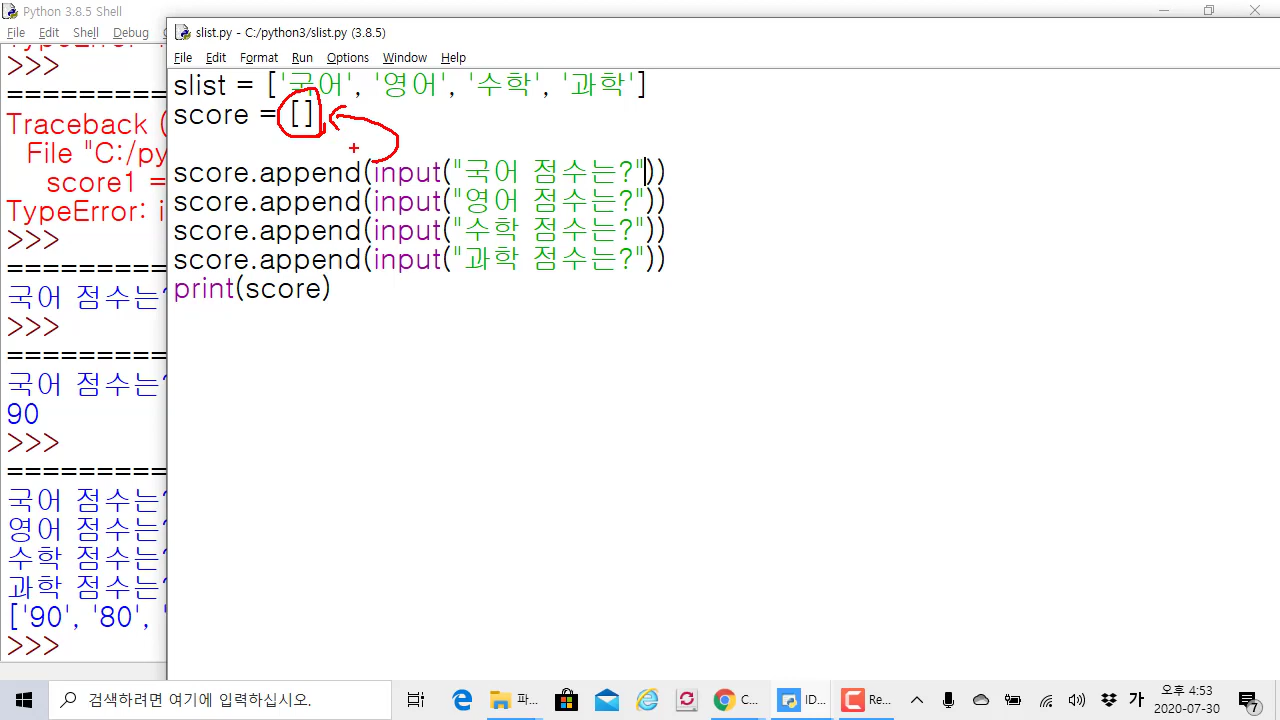 Python 3.8.5 Shell
File Edit Shell Debug
>>>
Traceback (
File "C:/py
score1 =
TypeError: i
>>>
국어 점수는?
>>>
국어 점수는?
90
>>>
국어 점수는?
영어 점수는?
수학 점수는?
과학 점수는?
['90', '80', '
>>>
slist.py - C:/python3/slist.py (3.8.5)
File Edit Format Run Options Window Help
slist = ['국어', '영어', '수학', '과학']
score = []
score.append(input("국어 점수는?"))
score.append(input("영어 점수는?"))
score.append(input("수학 점수는?"))
score.append(input("과학 점수는?"))
print(score)
검색하려면 여기에 입력하십시오.
파...
C...
ID...
Re...
가
오후 4:53
2020-07-30
7